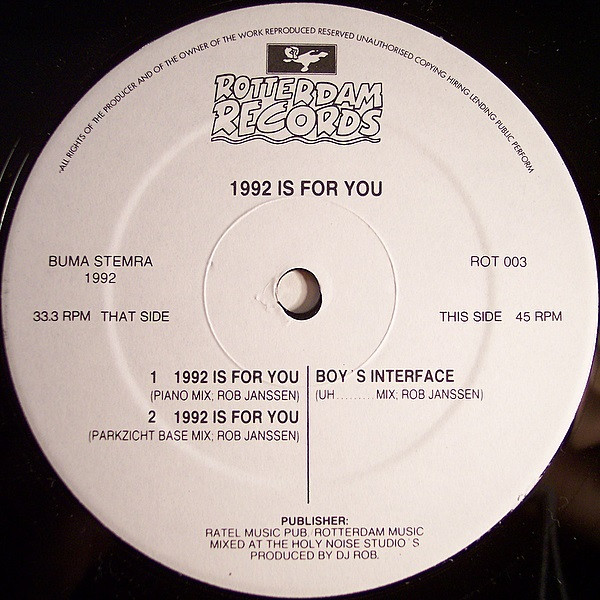 ALL RIGHTS OF THE PRODUCER AND OF THE OWNER OF THE WORK REPRODUCED RESERVED UNAUTHORISED COPYING HIRING LENDING PUBLIC PERFORM
ROTTERDAM
RECORDS
1992 IS FOR YOU
BUMA STEMRA
1992
ROT 003
33.3 RPM THAT SIDE
THIS SIDE 45 RPM
1 1992 IS FOR YOU
(PIANO MIX; ROB JANSSEN)
2 1992 IS FOR YOU
(PARKZICHT BASE MIX; ROB JANSSEN)
BOY´S INTERFACE
(UH......... MIX; ROB JANSSEN)
PUBLISHER:
RATEL MUSIC PUB. ROTTERDAM MUSIC
MIXED AT THE HOLY NOISE STUDIO´S
PRODUCED BY DJ ROB.